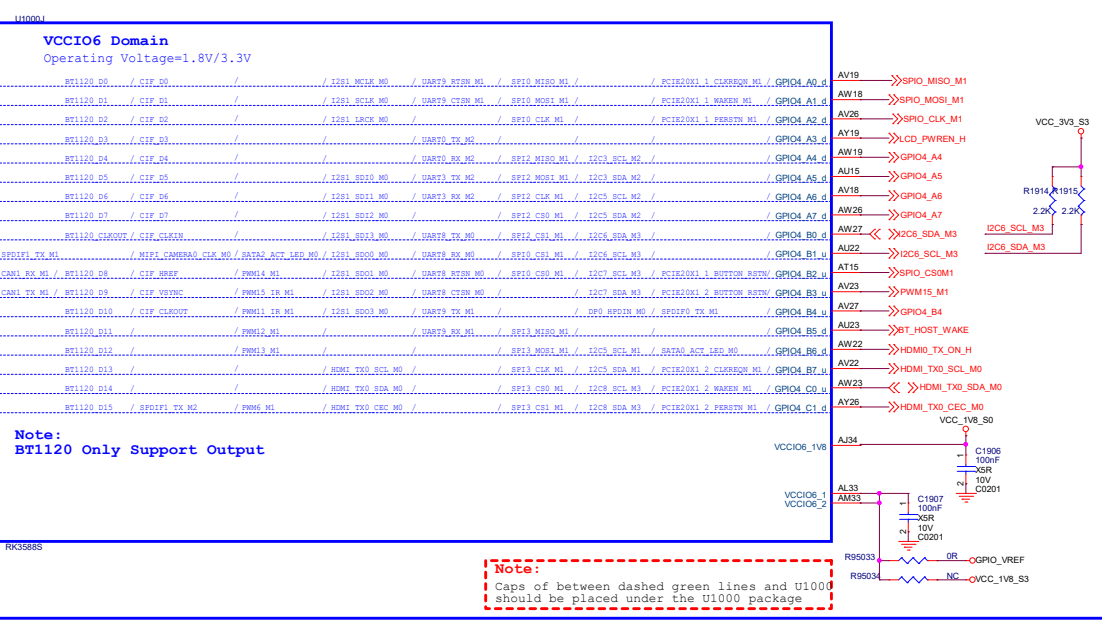 U1000J
VCCIO6 Domain
Operating Voltage=1.8V/3.3V
BT1120_D0 / CIF_D0 / / I2S1_MCLK_M0 / UART9_RTSN_M1 / SPI0_MISO_M1 / / PCIE20X1_1_CLKREQN_M1 / GPIO4_A0_d AV19 SPIO_MISO_M1
BT1120_D1 / CIF_D1 / / I2S1_SCLK_M0 / UART9_CTSN_M1 / SPI0_MOSI_M1 / / PCIE20X1_1_WAKEN_M1 / GPIO4_A1_d AW18 SPIO_MOSI_M1
BT1120_D2 / CIF_D2 / / I2S1_LRCK_M0 / / SPI0_CLK_M1 / / PCIE20X1_1_PERSTN_M1 / GPIO4_A2_d AV26 SPIO_CLK_M1
BT1120_D3 / CIF_D3 / / / UART0_TX_M2 / / / GPIO4_A3_d AY19 LCD_PWREN_H
BT1120_D4 / CIF_D4 / / / UART0_RX_M2 / SPI2_MISO_M1 / I2C3_SCL_M2 / / GPIO4_A4_d AW19 GPIO4_A4
BT1120_D5 / CIF_D5 / / I2S1_SDI0_M0 / UART3_TX_M2 / SPI2_MOSI_M1 / I2C3_SDA_M2 / / GPIO4_A5_d AU15 GPIO4_A5
BT1120_D6 / CIF_D6 / / I2S1_SDI1_M0 / UART3_RX_M2 / SPI2_CLK_M1 / I2C5_SCL_M2 / / GPIO4_A6_d AV18 GPIO4_A6
BT1120_D7 / CIF_D7 / / I2S1_SDI2_M0 / / SPI2_CS0_M1 / I2C5_SDA_M2 / / GPIO4_A7_d AW26 GPIO4_A7
BT1120_CLKOUT / CIF_CLKIN / / I2S1_SDI3_M0 / UART8_TX_M0 / SPI2_CS1_M1 / I2C6_SDA_M3 / / GPIO4_B0_d AW27 I2C6_SDA_M3
SPDIF1_TX_M1 / MIPI_CAMERA0_CLK_M0 / SATA2_ACT_LED_M0 / I2S1_SDO0_M0 / UART8_RX_M0 / SPI0_CS1_M1 / I2C6_SCL_M3 / / GPIO4_B1_u AU22 I2C6_SCL_M3
CAN1_RX_M1 / BT1120_D8 / CIF_HREF / PWM14_M1 / I2S1_SDO1_M0 / UART8_RTSN_M0 / SPI0_CS0_M1 / I2C7_SCL_M3 / PCIE20X1_1_BUTTON_RSTN/ GPIO4_B2_u AT15 SPIO_CS0M1
CAN1_TX_M1 / BT1120_D9 / CIF_VSYNC / PWM15_IR_M1 / I2S1_SDO2_M0 / UART8_CTSN_M0 / / I2C7_SDA_M3 / PCIE20X1_2_BUTTON_RSTN/ GPIO4_B3_u AV23 PWM15_M1
BT1120_D10 / CIF_CLKOUT / PWM11_IR_M1 / I2S1_SDO3_M0 / UART9_TX_M1 / / DP0_HPDIN_M0 / SPDIF0_TX_M1 / GPIO4_B4_u AV27 GPIO4_B4
BT1120_D11 / / PWM12_M1 / / UART9_RX_M1 / SPI3_MISO_M1 / / / GPIO4_B5_d AU23 BT_HOST_WAKE
BT1120_D12 / / PWM13_M1 / / / SPI3_MOSI_M1 / I2C5_SCL_M1 / SATA0_ACT_LED_M0 / GPIO4_B6_d AW22 HDMI0_TX_ON_H
BT1120_D13 / / / HDMI_TX0_SCL_M0 / / SPI3_CLK_M1 / I2C5_SDA_M1 / PCIE20X1_2_CLKREQN_M1 / GPIO4_B7_u AV22 HDMI_TX0_SCL_M0
BT1120_D14 / / / HDMI_TX0_SDA_M0 / / SPI3_CS0_M1 / I2C8_SCL_M3 / PCIE20X1_2_WAKEN_M1 / GPIO4_C0_u AW23 HDMI_TX0_SDA_M0
BT1120_D15 / SPDIF1_TX_M2 / PWM6_M1 / HDMI_TX0_CEC_M0 / / SPI3_CS1_M1 / I2C8_SDA_M3 / PCIE20X1_2_PERSTN_M1 / GPIO4_C1_d AY26 HDMI_TX0_CEC_M0
VCC_3V3_S3
R1914 R1915
2.2K 2.2K
I2C6_SCL_M3
I2C6_SDA_M3
Note:
BT1120 Only Support Output
VCCIO6_1V8 AJ34
VCC_1V8_S0
1
2
C1906
100nF
X5R
10V
C0201
VCCIO6_1 AL33
VCCIO6_2 AM33
1
2
C1907
100nF
X5R
10V
C0201
RK3588S
R95033 0R GPIO_VREF
R95034 NC VCC_1V8_S3
Note:
Caps of between dashed green lines and U1000
should be placed under the U1000 package